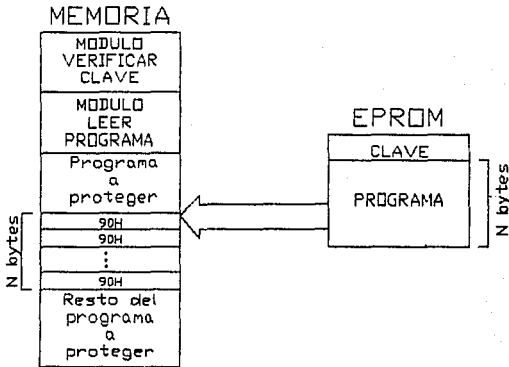 MEMORIA
MODULO
VERIFICAR
CLAVE
MODULO
LEER
PROGRAMA
Programa
a
proteger
90H
90H
⋮
90H
Resto del
programa
a
proteger
N bytes
EPROM
CLAVE
PROGRAMA
N bytes